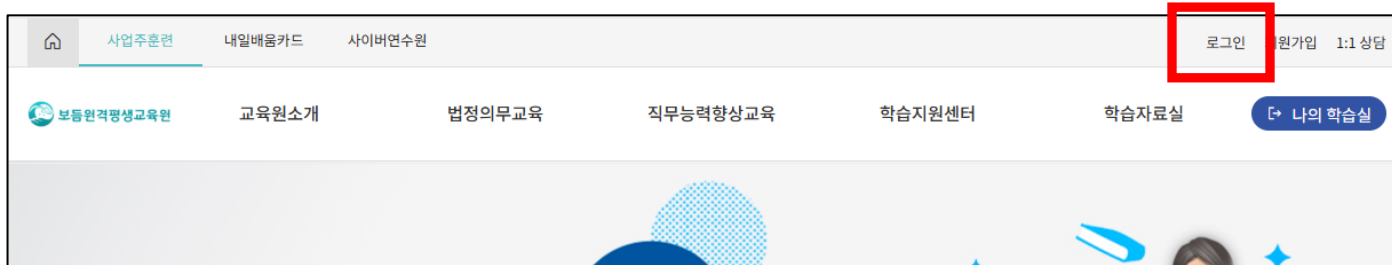 사업주훈련 내일배움카드 사이버연수원 로그인 원가입 1:1 상담
보듬원격평생교육원 교육원소개 법정의무교육 직무능력향상교육 학습지원센터 학습자료실 나의 학습실